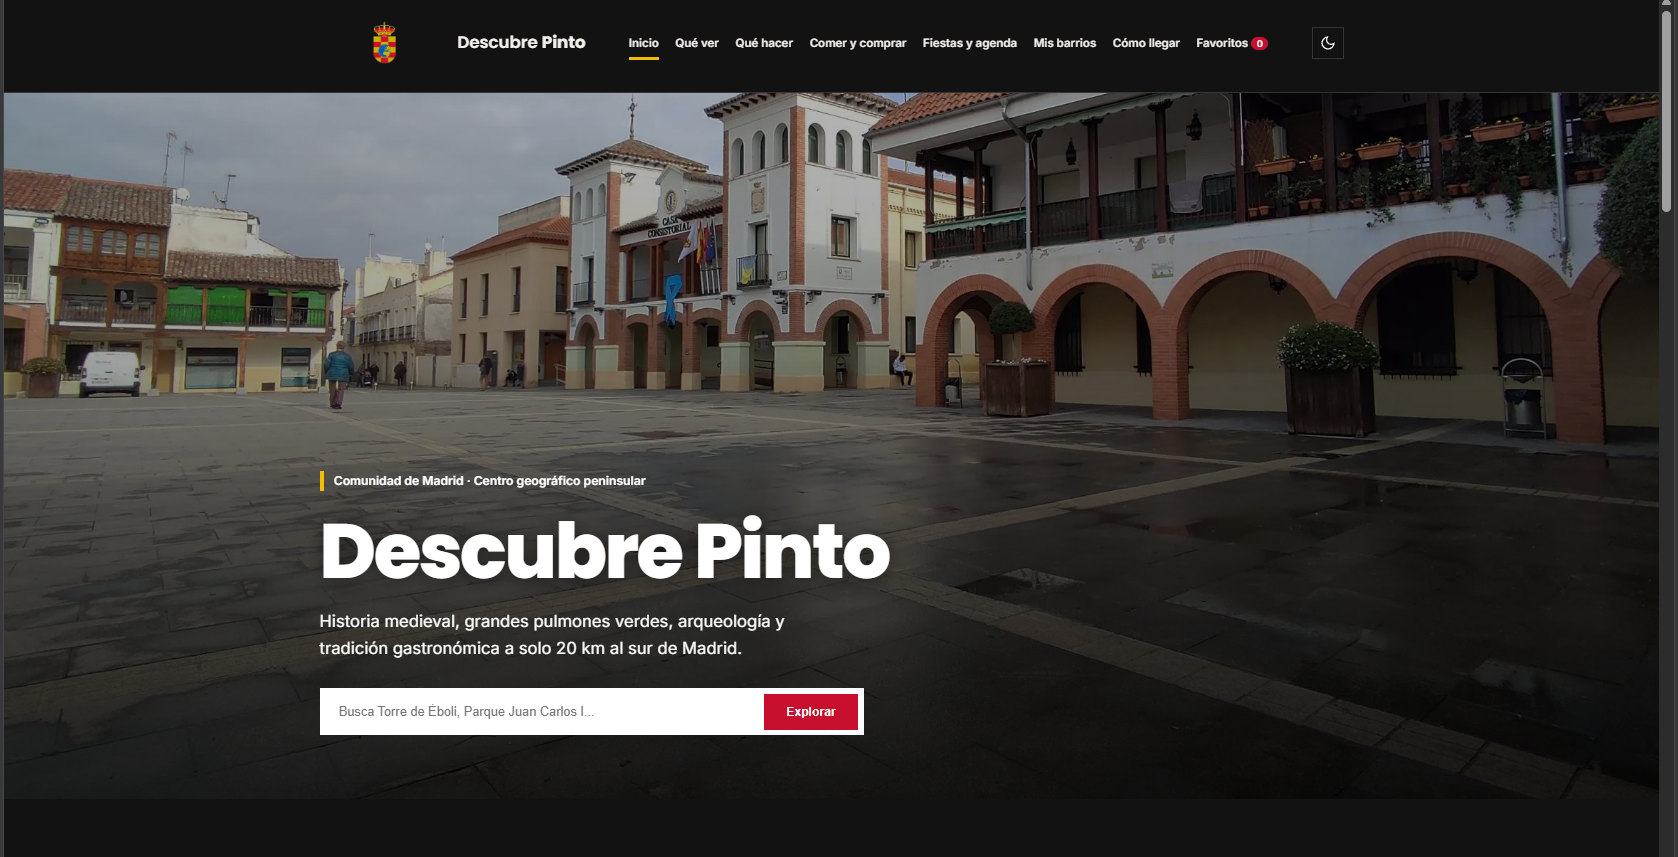 Descubre Pinto
Inicio
Qué ver
Qué hacer
Comer y comprar
Fiestas y agenda
Mis barrios
Cómo llegar
Favoritos 0
CASA
CONSISTORIAL
Comunidad de Madrid · Centro geográfico peninsular
Descubre Pinto
Historia medieval, grandes pulmones verdes, arqueología y
tradición gastronómica a solo 20 km al sur de Madrid.
Busca Torre de Éboli, Parque Juan Carlos I...
Explorar